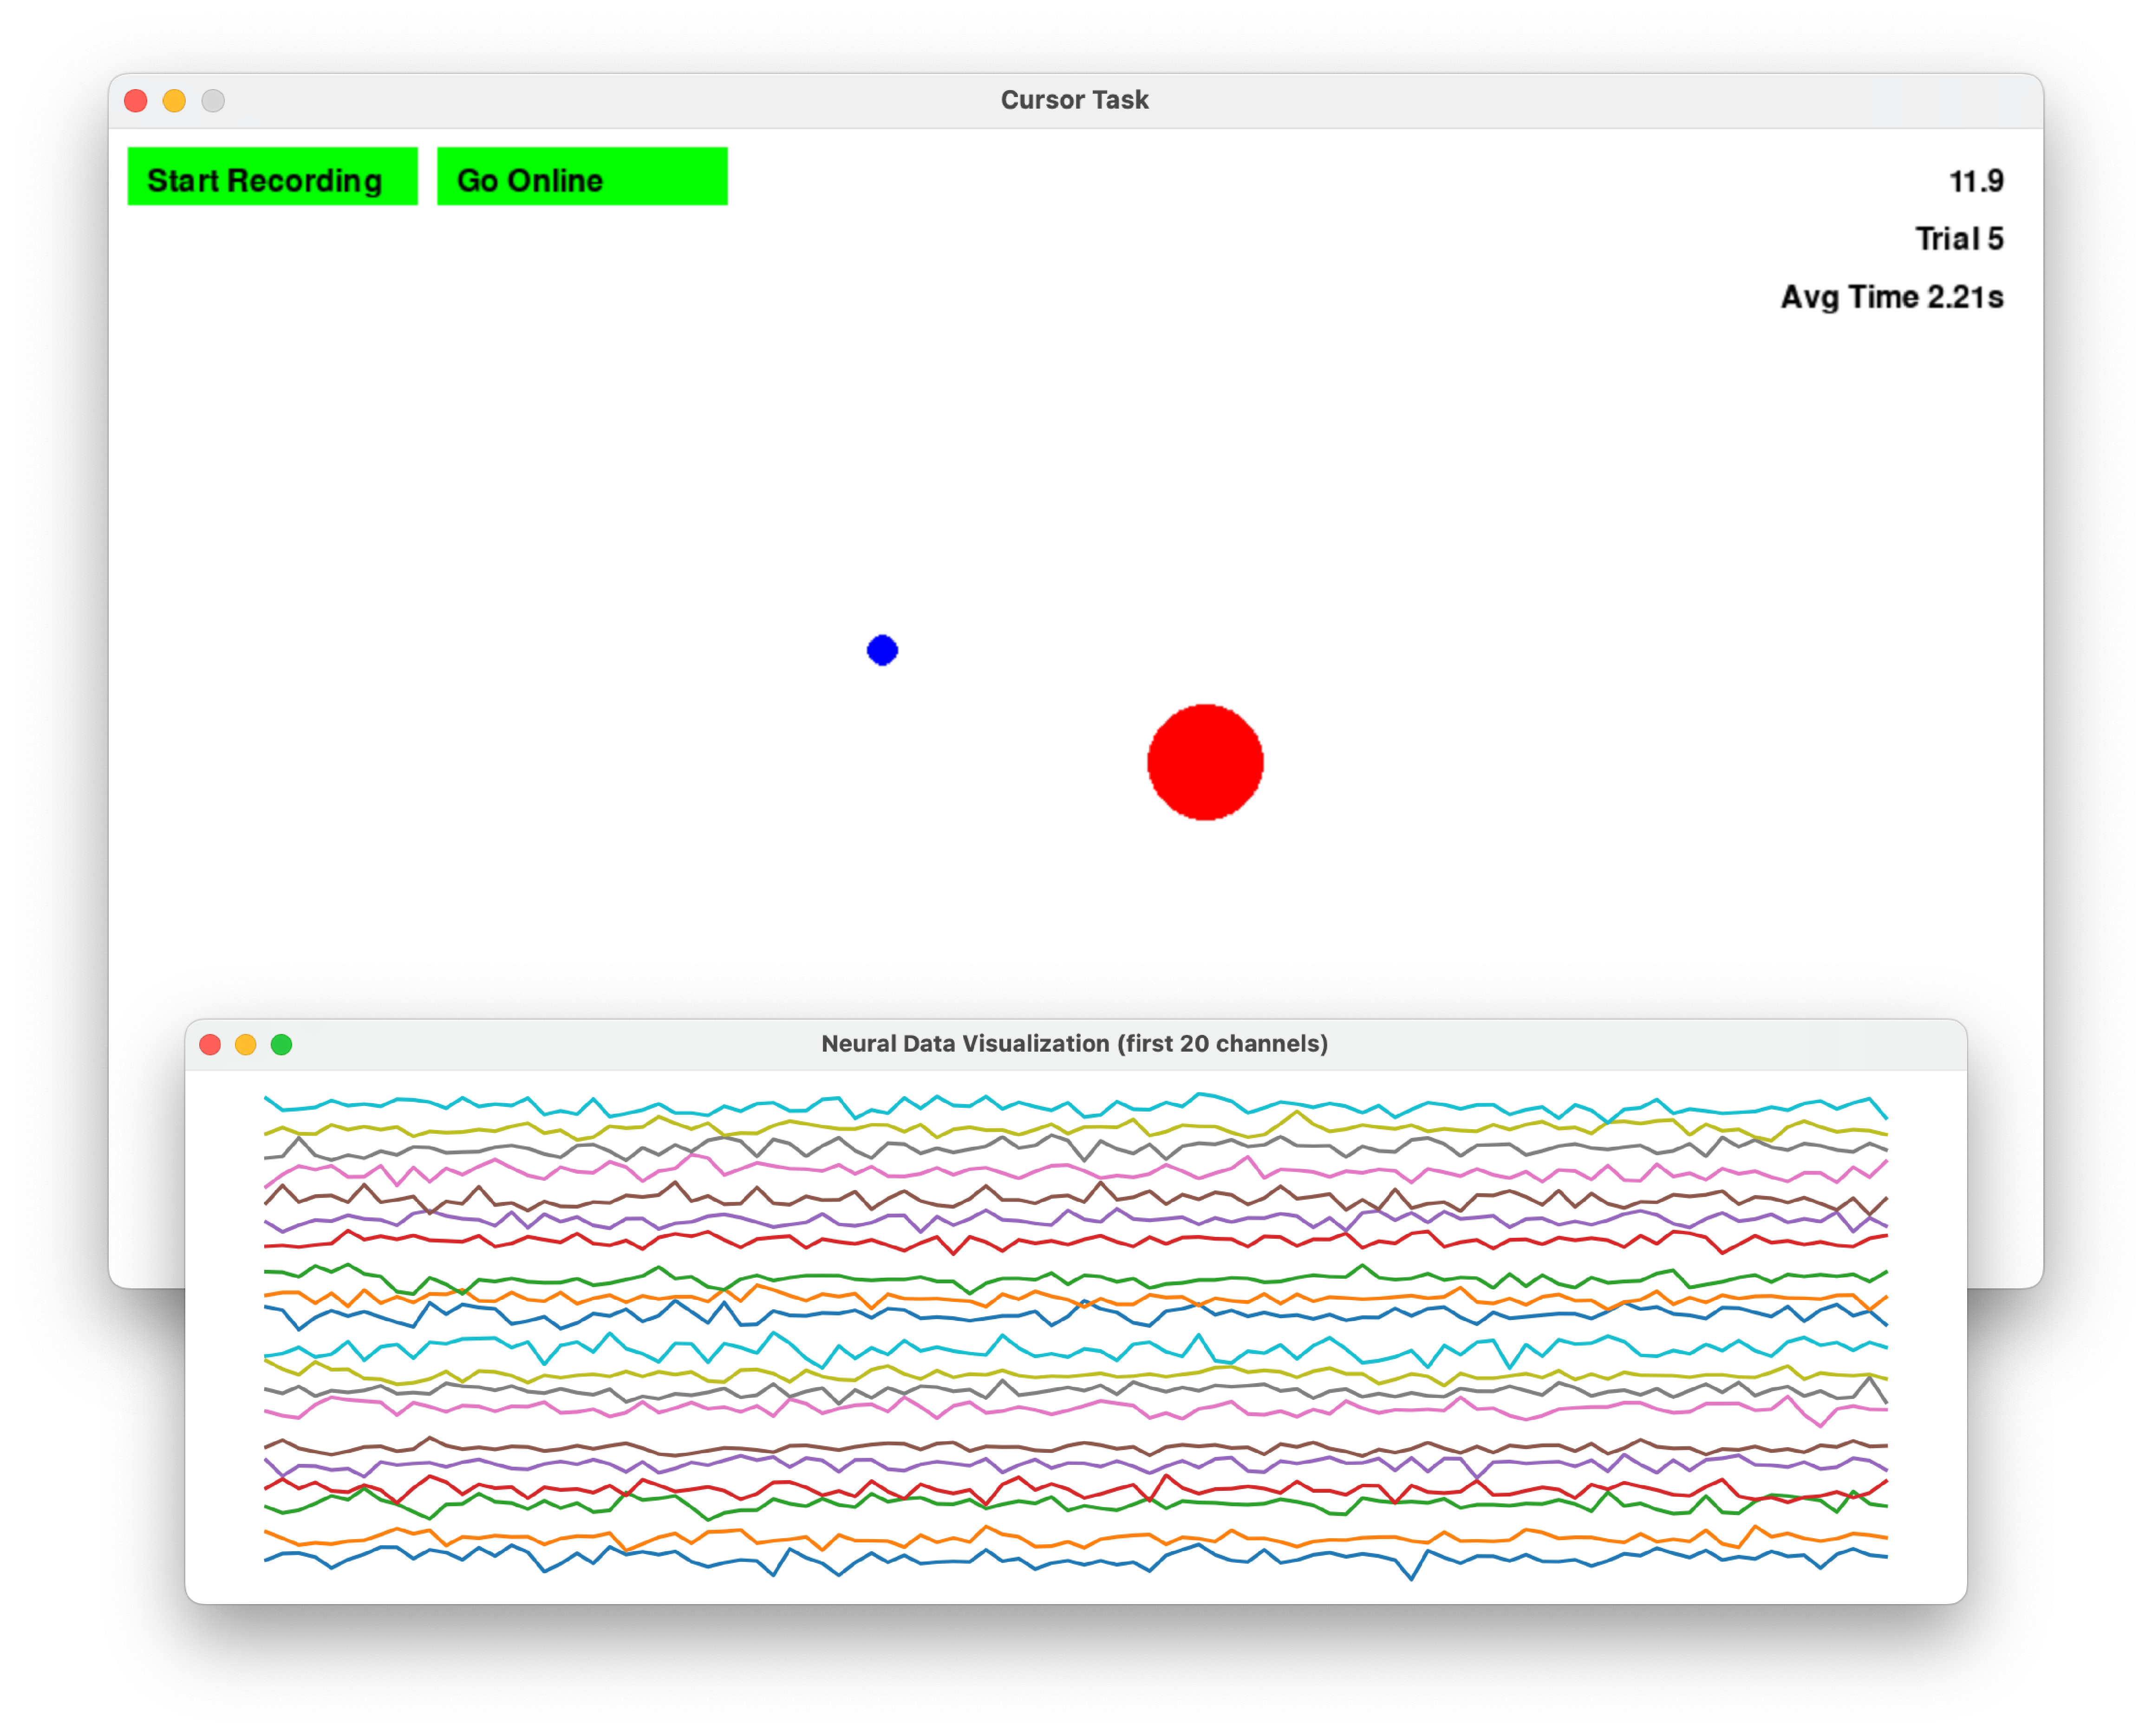 Cursor Task
Start Recording
Go Online
11.9
Trial 5
Avg Time 2.21s
Neural Data Visualization (first 20 channels)